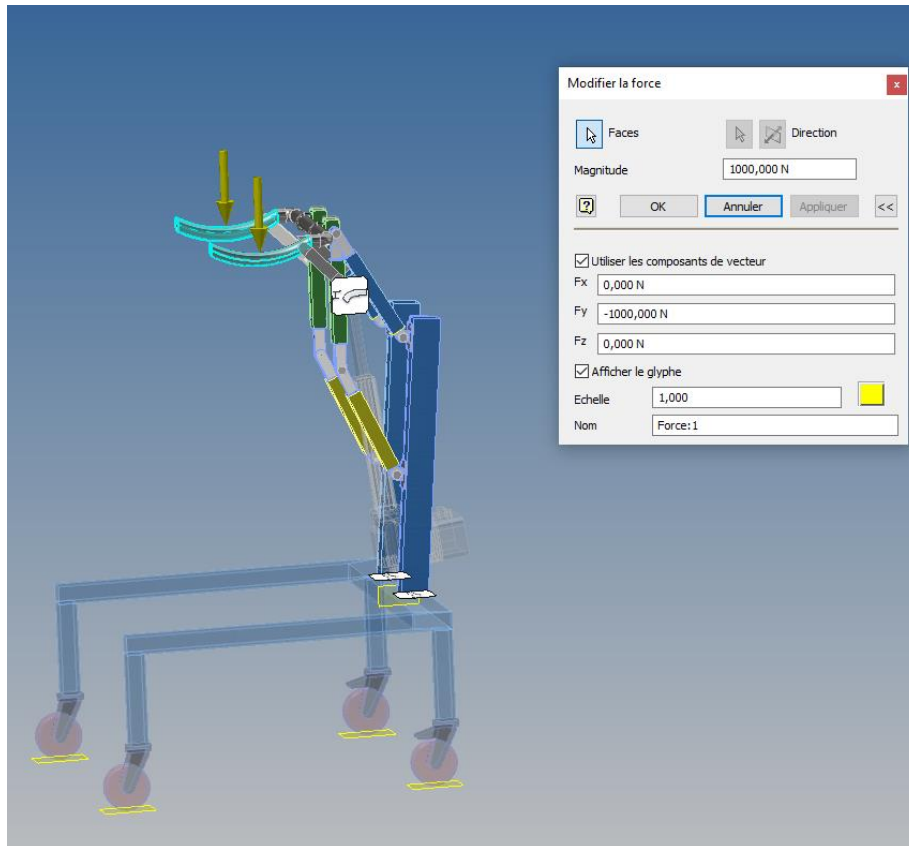 Modifier la force
x
Faces
Direction
Magnitude 1000,000 N
? OK Annuler Appliquer <<
Utiliser les composants de vecteur
Fx 0,000 N
Fy -1000,000 N
Fz 0,000 N
Afficher le glyphe
Echelle 1,000
Nom Force:1